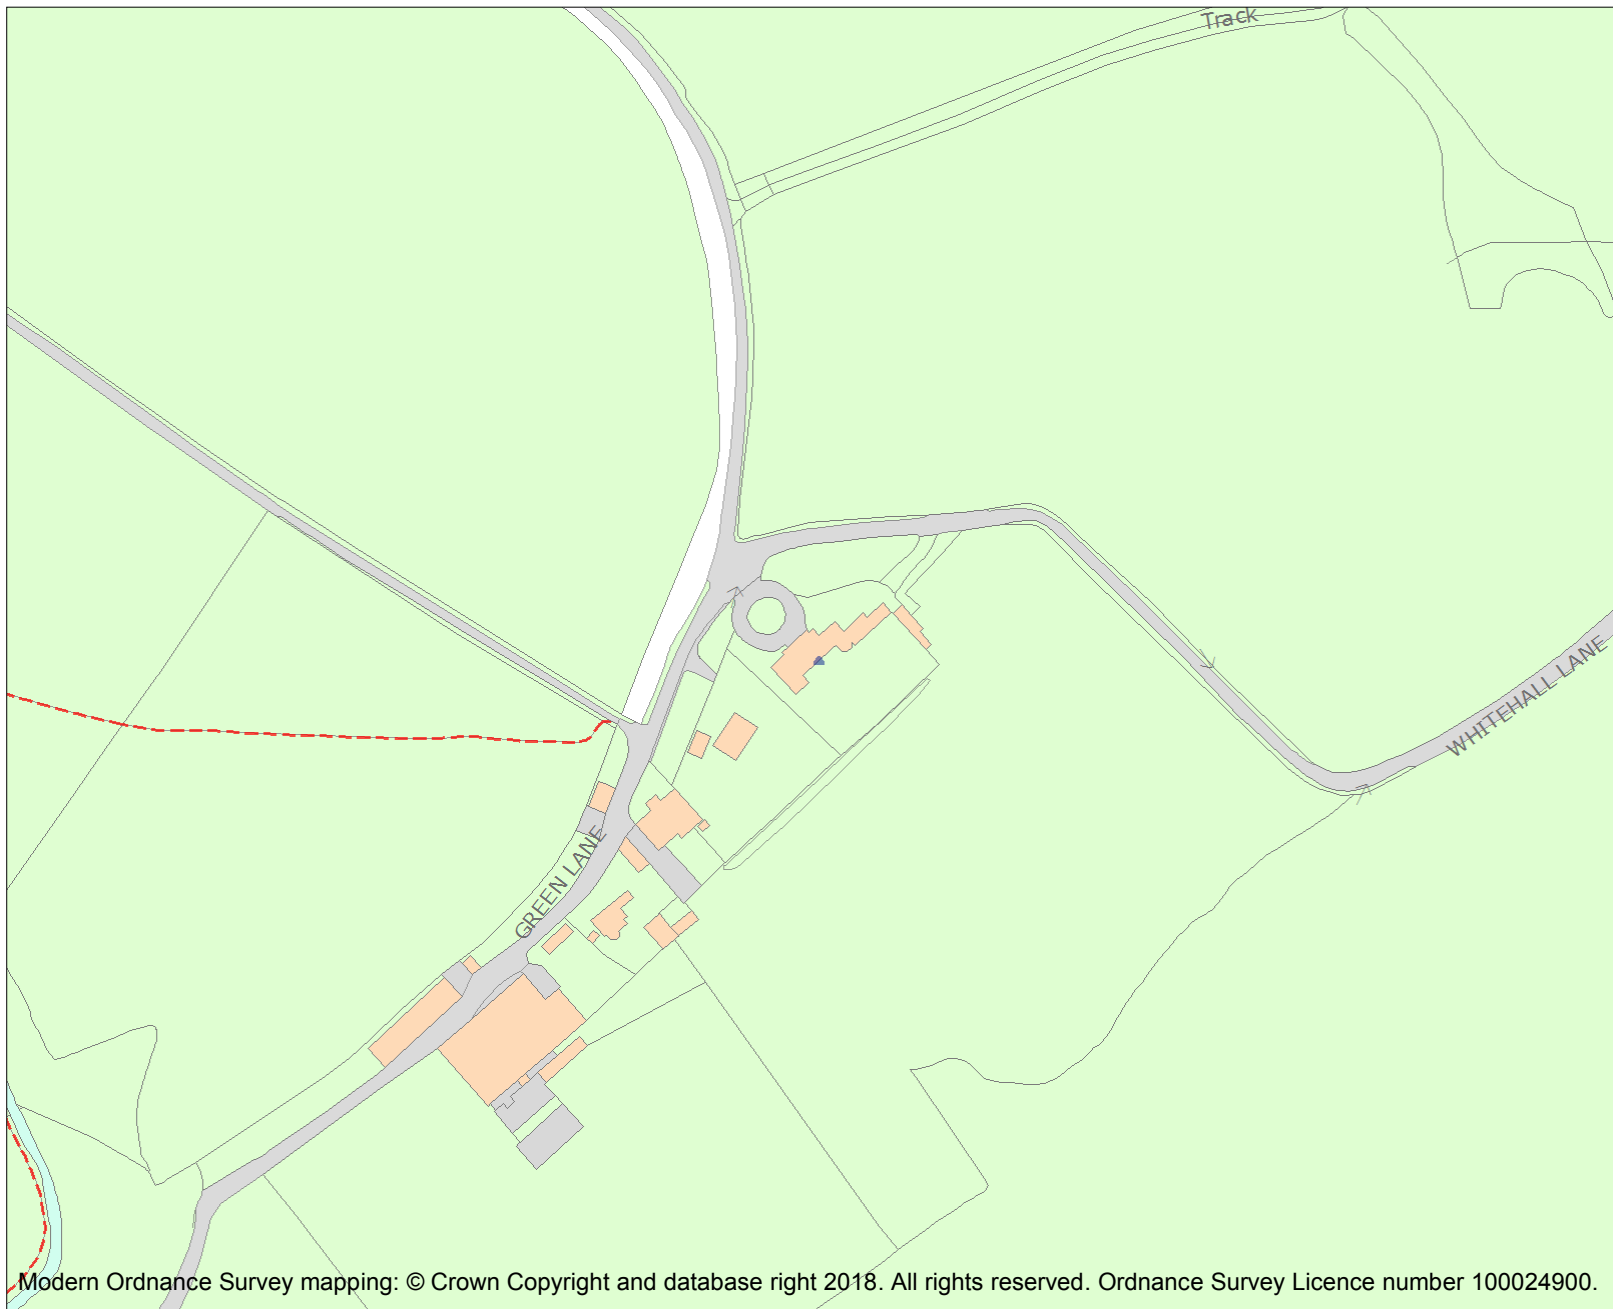 Track
WHITEHALL LANE
GREEN LANE
Modern Ordnance Survey mapping: © Crown Copyright and database right 2018. All rights reserved. Ordnance Survey Licence number 100024900.